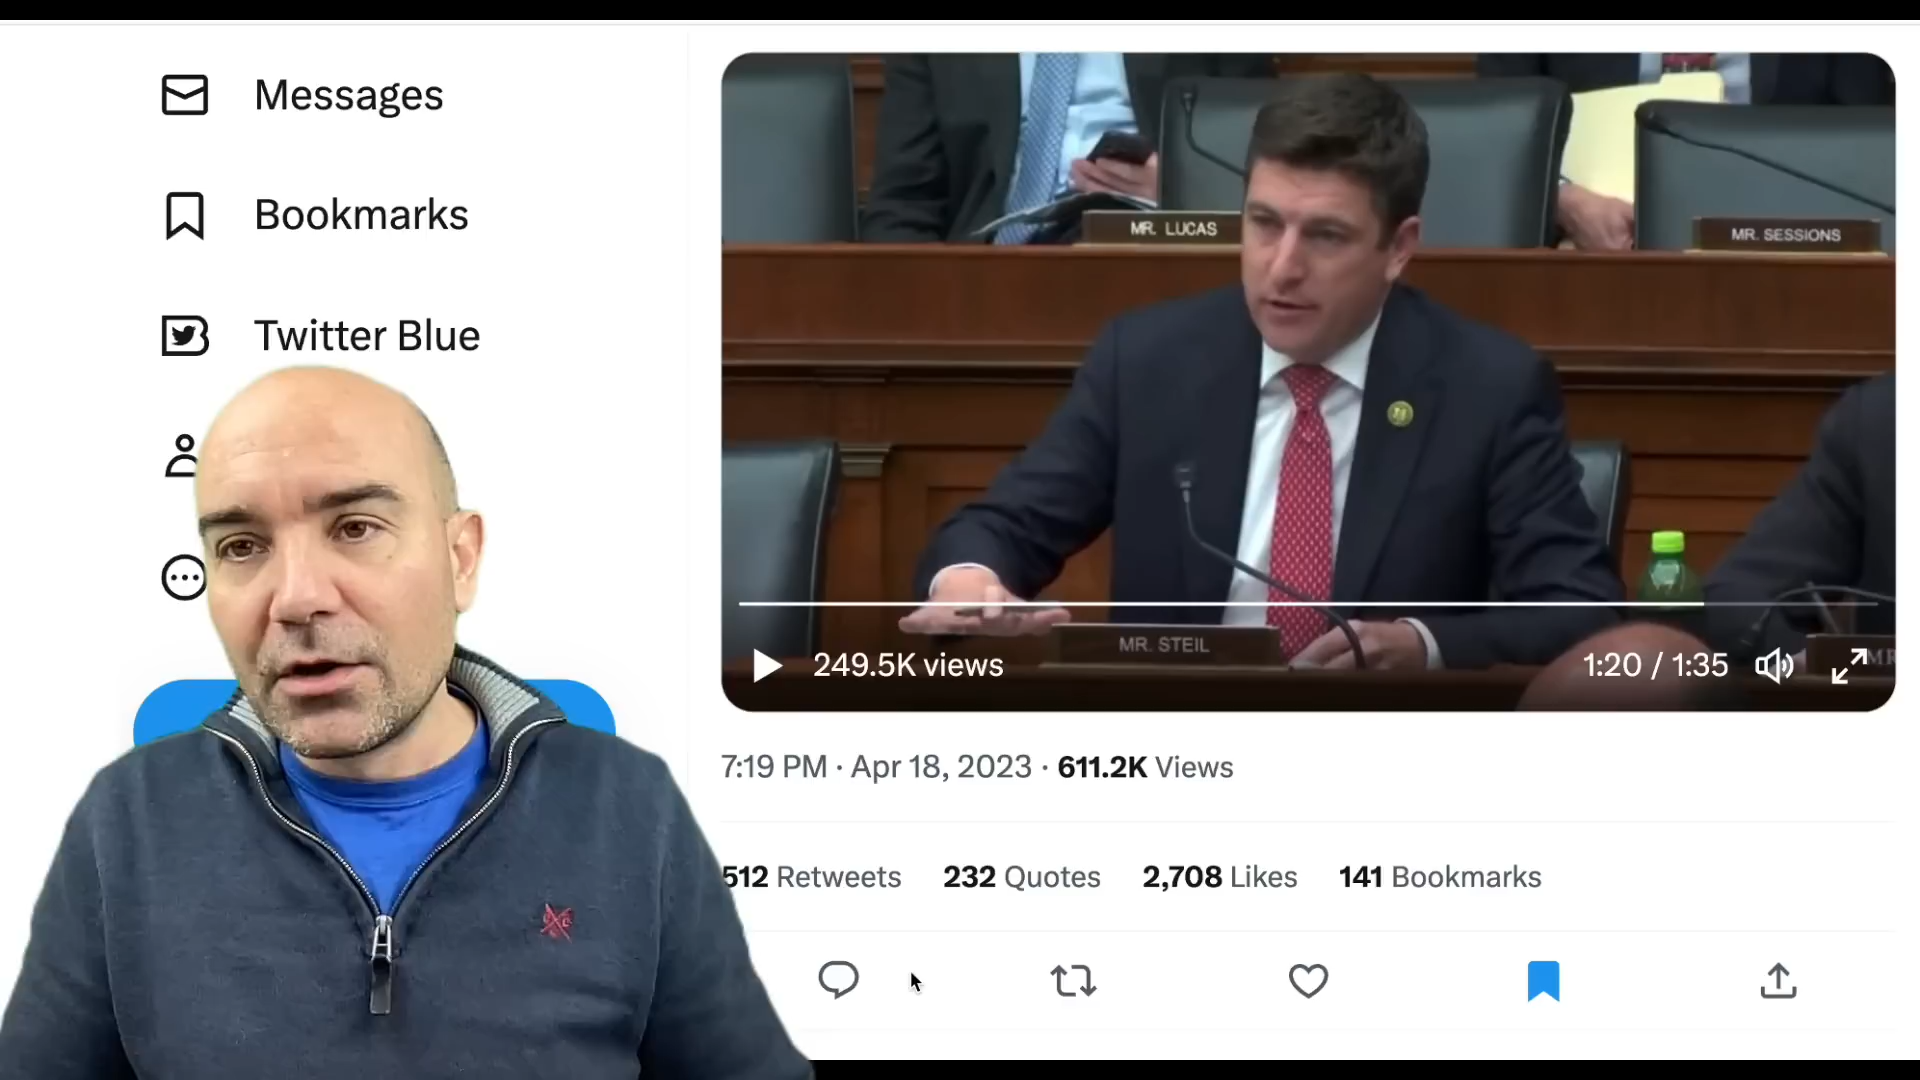 Messages
Bookmarks
Twitter Blue
MR. LUCAS
MR. SESSIONS
MR. STEIL
249.5K views
1:20 / 1:35
MR
7:19 PM · Apr 18, 2023 · 611.2K Views
512 Retweets 232 Quotes 2,708 Likes 141 Bookmarks